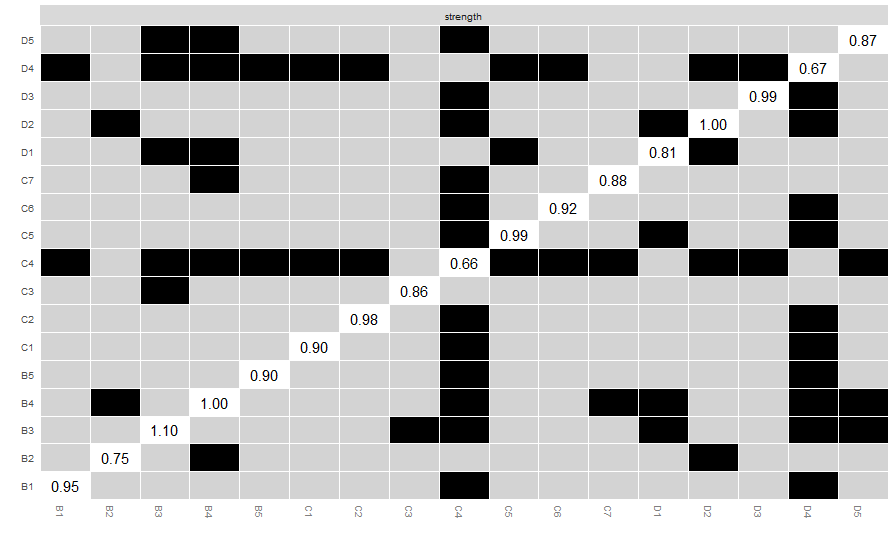 strength
D5 0.87
D4 0.67
D3 0.99
D2 1.00
D1 0.81
C7 0.88
C6 0.92
C5 0.99
C4 0.66
C3 0.86
C2 0.98
C1 0.90
B5 0.90
B4 1.00
B3 1.10
B2 0.75
B1 0.95
B1 B2 B3 B4 B5 C1 C2 C3 C4 C5 C6 C7 D1 D2 D3 D4 D5